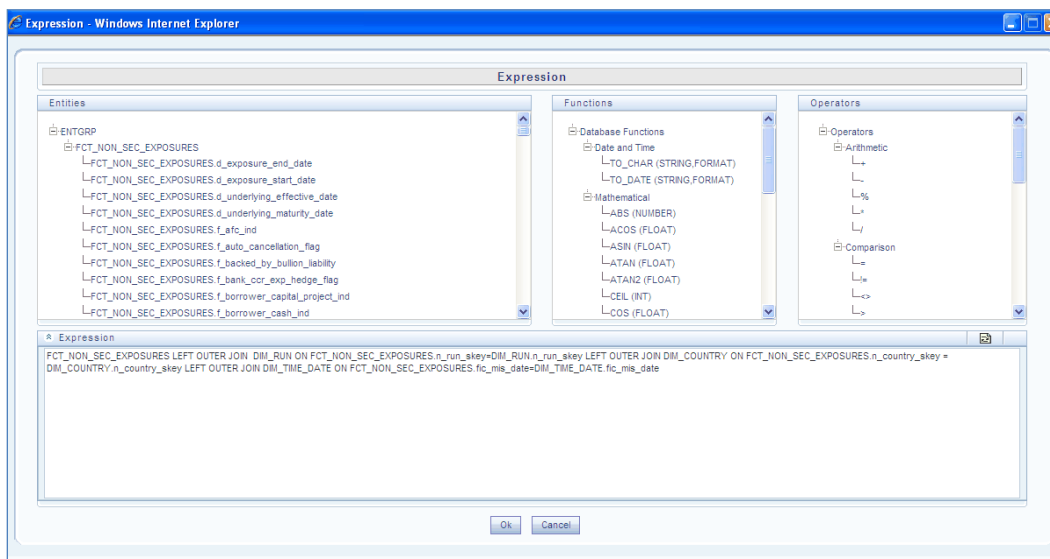 Expression - Windows Internet Explorer
Expression
Entities
ENTGRP
FCT_NON_SEC_EXPOSURES
FCT_NON_SEC_EXPOSURES.d_exposure_end_date
FCT_NON_SEC_EXPOSURES.d_exposure_start_date
FCT_NON_SEC_EXPOSURES.d_underlying_effective_date
FCT_NON_SEC_EXPOSURES.d_underlying_maturity_date
FCT_NON_SEC_EXPOSURES.f_afc_ind
FCT_NON_SEC_EXPOSURES.f_auto_cancellation_flag
FCT_NON_SEC_EXPOSURES.f_backed_by_bullion_liability
FCT_NON_SEC_EXPOSURES.f_bank_ccr_exp_hedge_flag
FCT_NON_SEC_EXPOSURES.f_borrower_capital_project_ind
FCT_NON_SEC_EXPOSURES.f_borrower_cash_ind
Functions
Database Functions
Date and Time
TO_CHAR (STRING,FORMAT)
TO_DATE (STRING,FORMAT)
Mathematical
ABS (NUMBER)
ACOS (FLOAT)
ASIN (FLOAT)
ATAN (FLOAT)
ATAN2 (FLOAT)
CEIL (INT)
COS (FLOAT)
Operators
Operators
Arithmetic
+
-
%
*
/
Comparison
=
!=
<>
>
Expression
FCT_NON_SEC_EXPOSURES LEFT OUTER JOIN  DIM_RUN ON FCT_NON_SEC_EXPOSURES.n_run_skey=DIM_RUN.n_run_skey LEFT OUTER JOIN DIM_COUNTRY ON FCT_NON_SEC_EXPOSURES.n_country_skey =
DIM_COUNTRY.n_country_skey LEFT OUTER JOIN DIM_TIME_DATE ON FCT_NON_SEC_EXPOSURES.fic_mis_date=DIM_TIME_DATE.fic_mis_date
Ok
Cancel